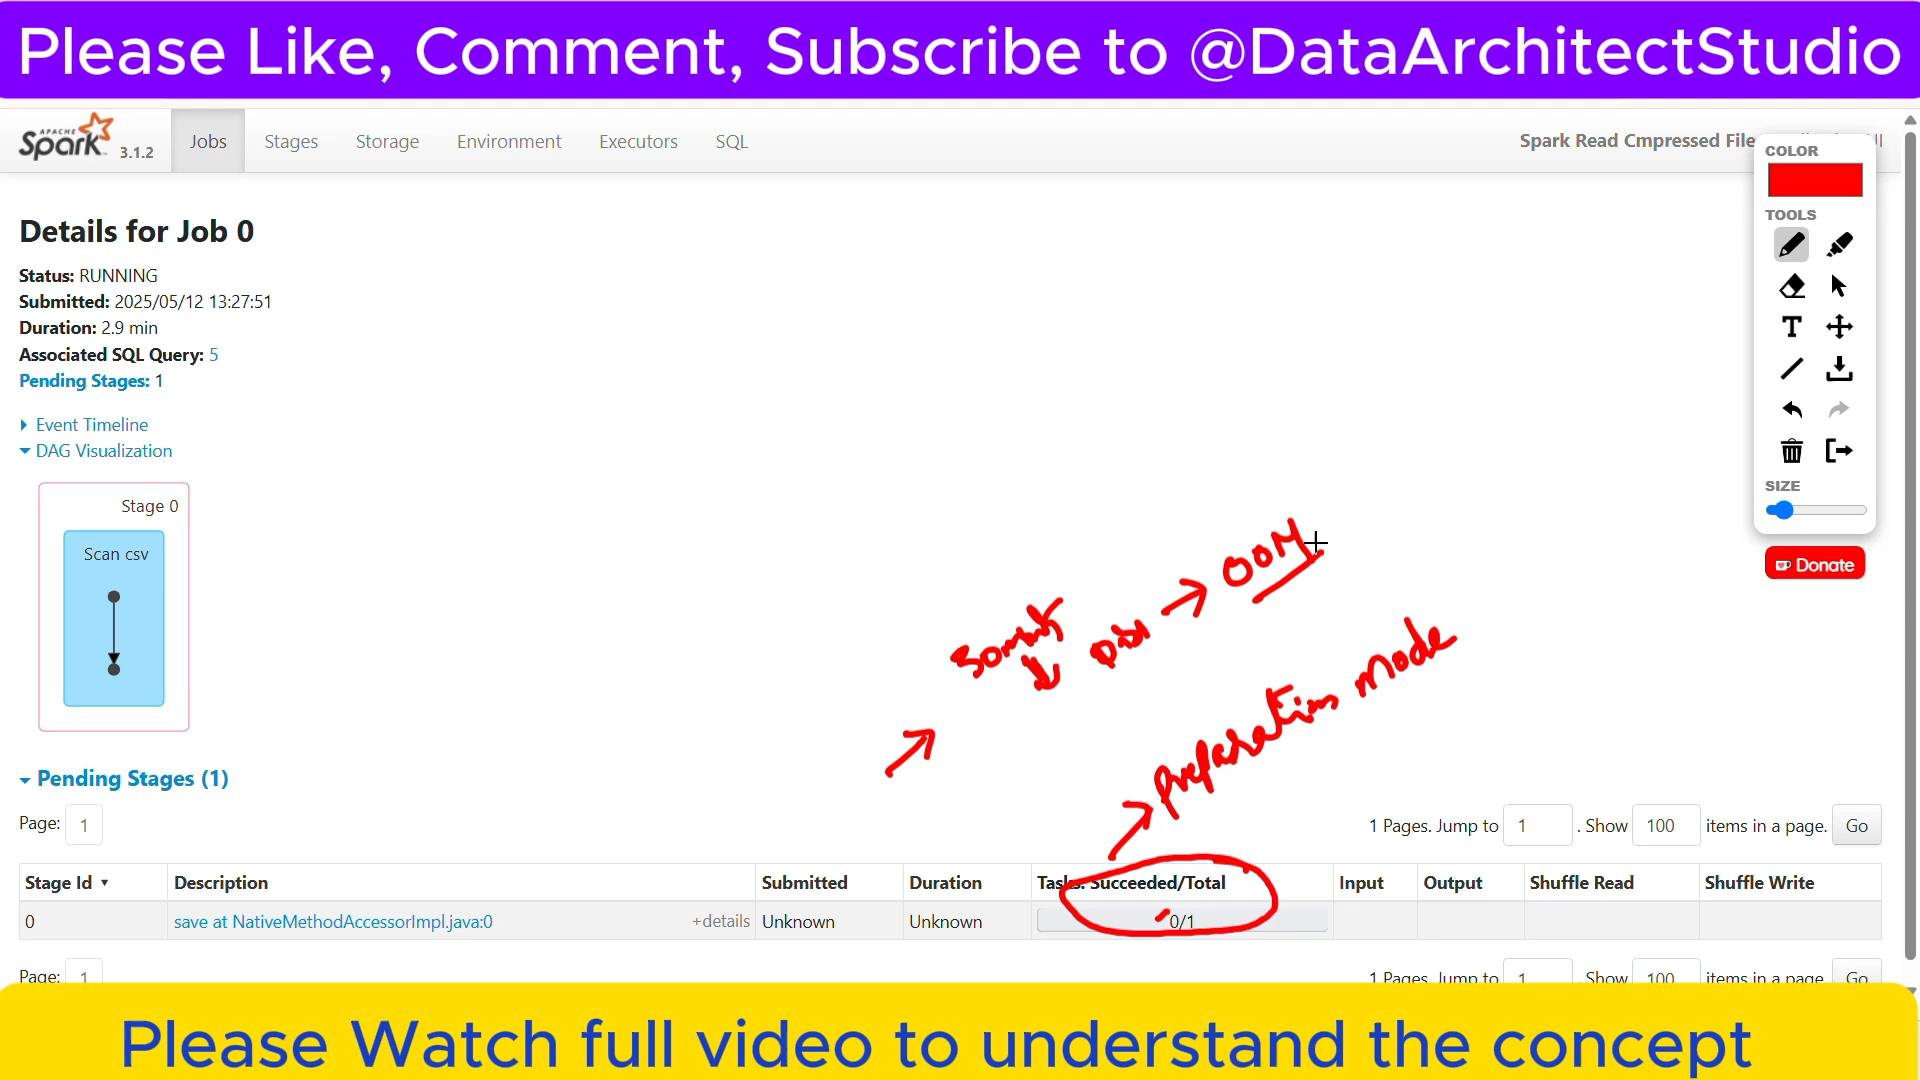 Please Like, Comment, Subscribe to @DataArchitectStudio
APACHE Spark 3.1.2 Jobs Stages Storage Environment Executors SQL Spark Read Cmpressed File UI
COLOR
TOOLS
T
SIZE
Donate
Details for Job 0
Status: RUNNING
Submitted: 2025/05/12 13:27:51
Duration: 2.9 min
Associated SQL Query: 5
Pending Stages: 1
Event Timeline
DAG Visualization
Stage 0
Scan csv
OOM
Preparation mode
Pending Stages (1)
Page: 1 1 Pages. Jump to 1 . Show 100 items in a page. Go
Stage Id Description Submitted Duration Tasks: Succeeded/Total Input Output Shuffle Read Shuffle Write
0 save at NativeMethodAccessorImpl.java:0 +details Unknown Unknown 0/1
Page: 1 1 Pages. Jump to 1 . Show 100 items in a page. Go
Please Watch full video to understand the concept